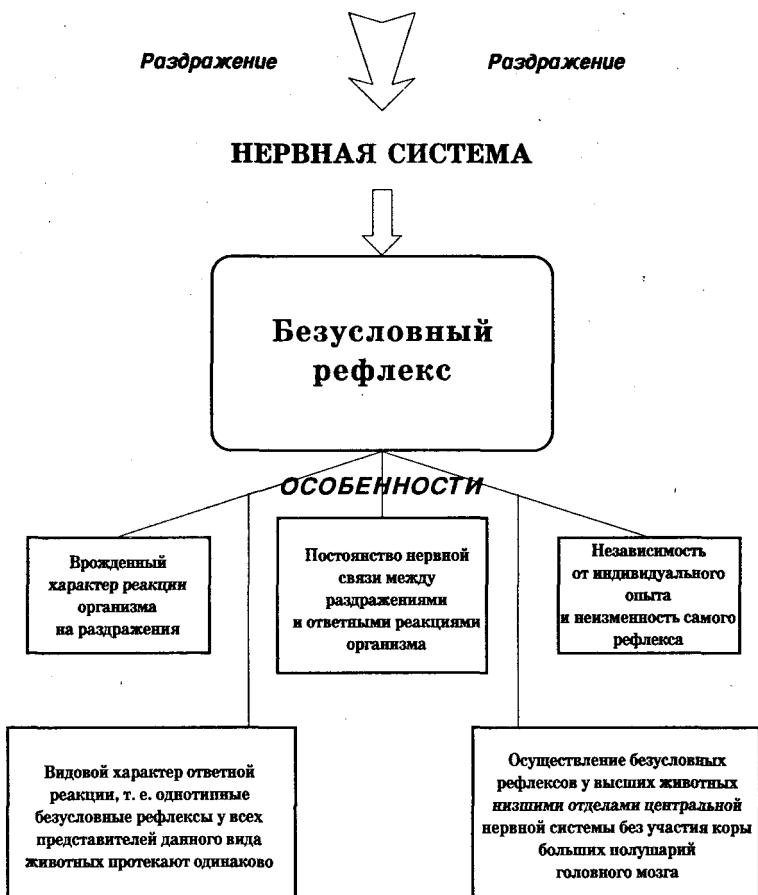 Раздражение
Раздражение
НЕРВНАЯ СИСТЕМА
Безусловный
рефлекс
ОСОБЕННОСТИ
Врожденный
характер реакции
организма
на раздражения
Постоянство нервной
связи между
раздражениями
и ответными реакциями
организма
Независимость
от индивидуального
опыта
и неизменность самого
рефлекса
Видовой характер ответной
реакции, т. е. однотипные
безусловные рефлексы у всех
представителей данного вида
животных протекают одинаково
Осуществление безусловных
рефлексов у высших животных
низшими отделами центральной
нервной системы без участия коры
больших полушарий
головного мозга